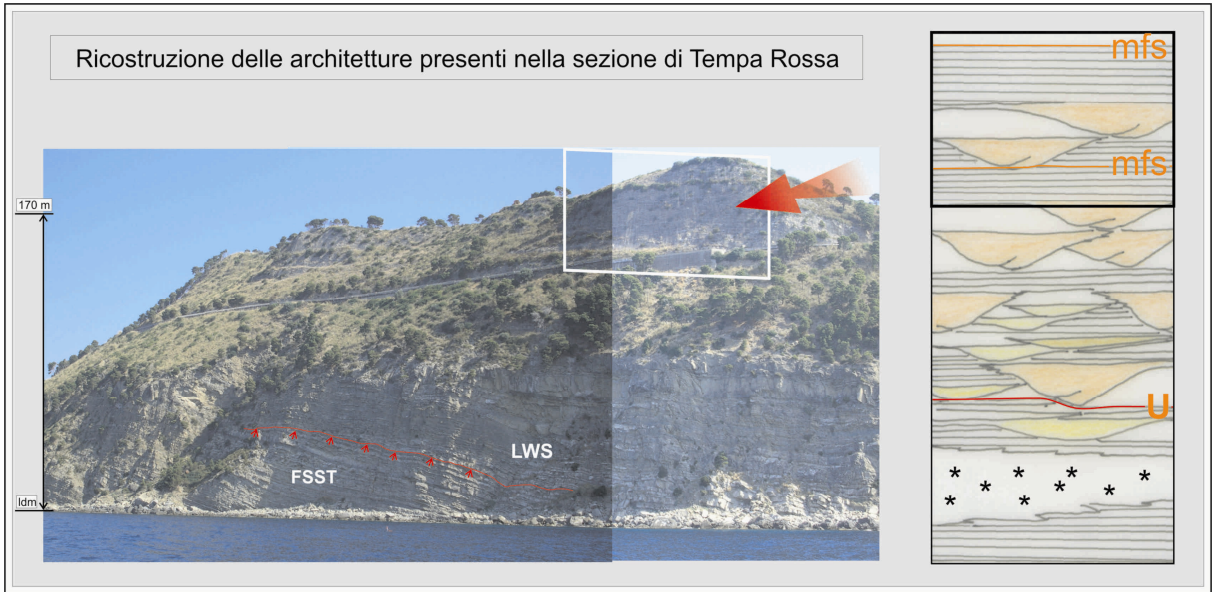 Ricostruzione delle architetture presenti nella sezione di Tempa Rossa
170 m
ldm
FSST
LWS
mfs
mfs
U